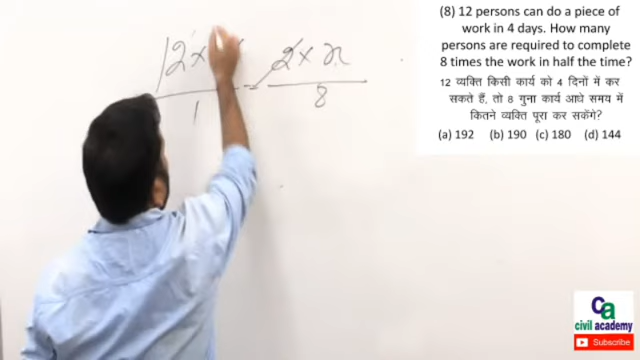 (8) 12 persons can do a piece of
work in 4 days. How many
persons are required to complete
8 times the work in half the time?
12 व्यक्ति किसी कार्य को 4 दिनों में कर
सकते हैं, तो 8 गुना कार्य आधे समय में
कितने व्यक्ति पूरा कर सकेंगे?
(a) 192 (b) 190 (c) 180 (d) 144
12 × = 2 × x
1 8
ca
civil academy
Subscribe